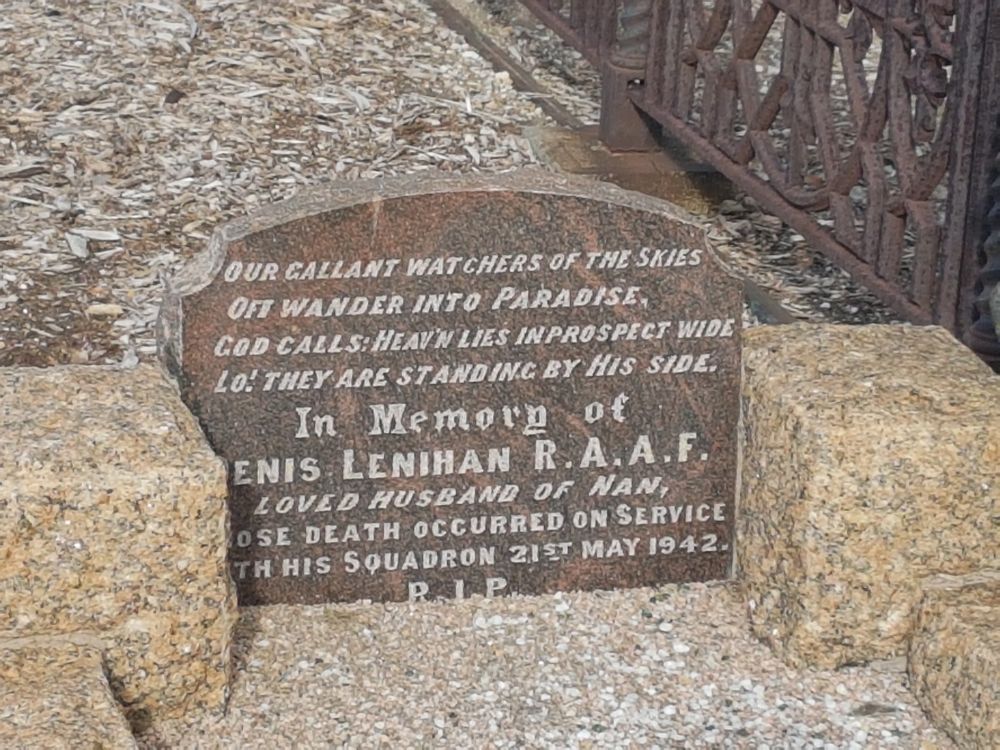 OUR GALLANT WATCHERS OF THE SKIES
OFT WANDER INTO PARADISE,
GOD CALLS: HEAV'N LIES IN PROSPECT WIDE
LO! THEY ARE STANDING BY HIS SIDE.
In Memory of
ENIS LENIHAN R.A.A.F.
LOVED HUSBAND OF NAN,
OSE DEATH OCCURRED ON SERVICE
TH HIS SQUADRON 21ST MAY 1942.
R.I.P.